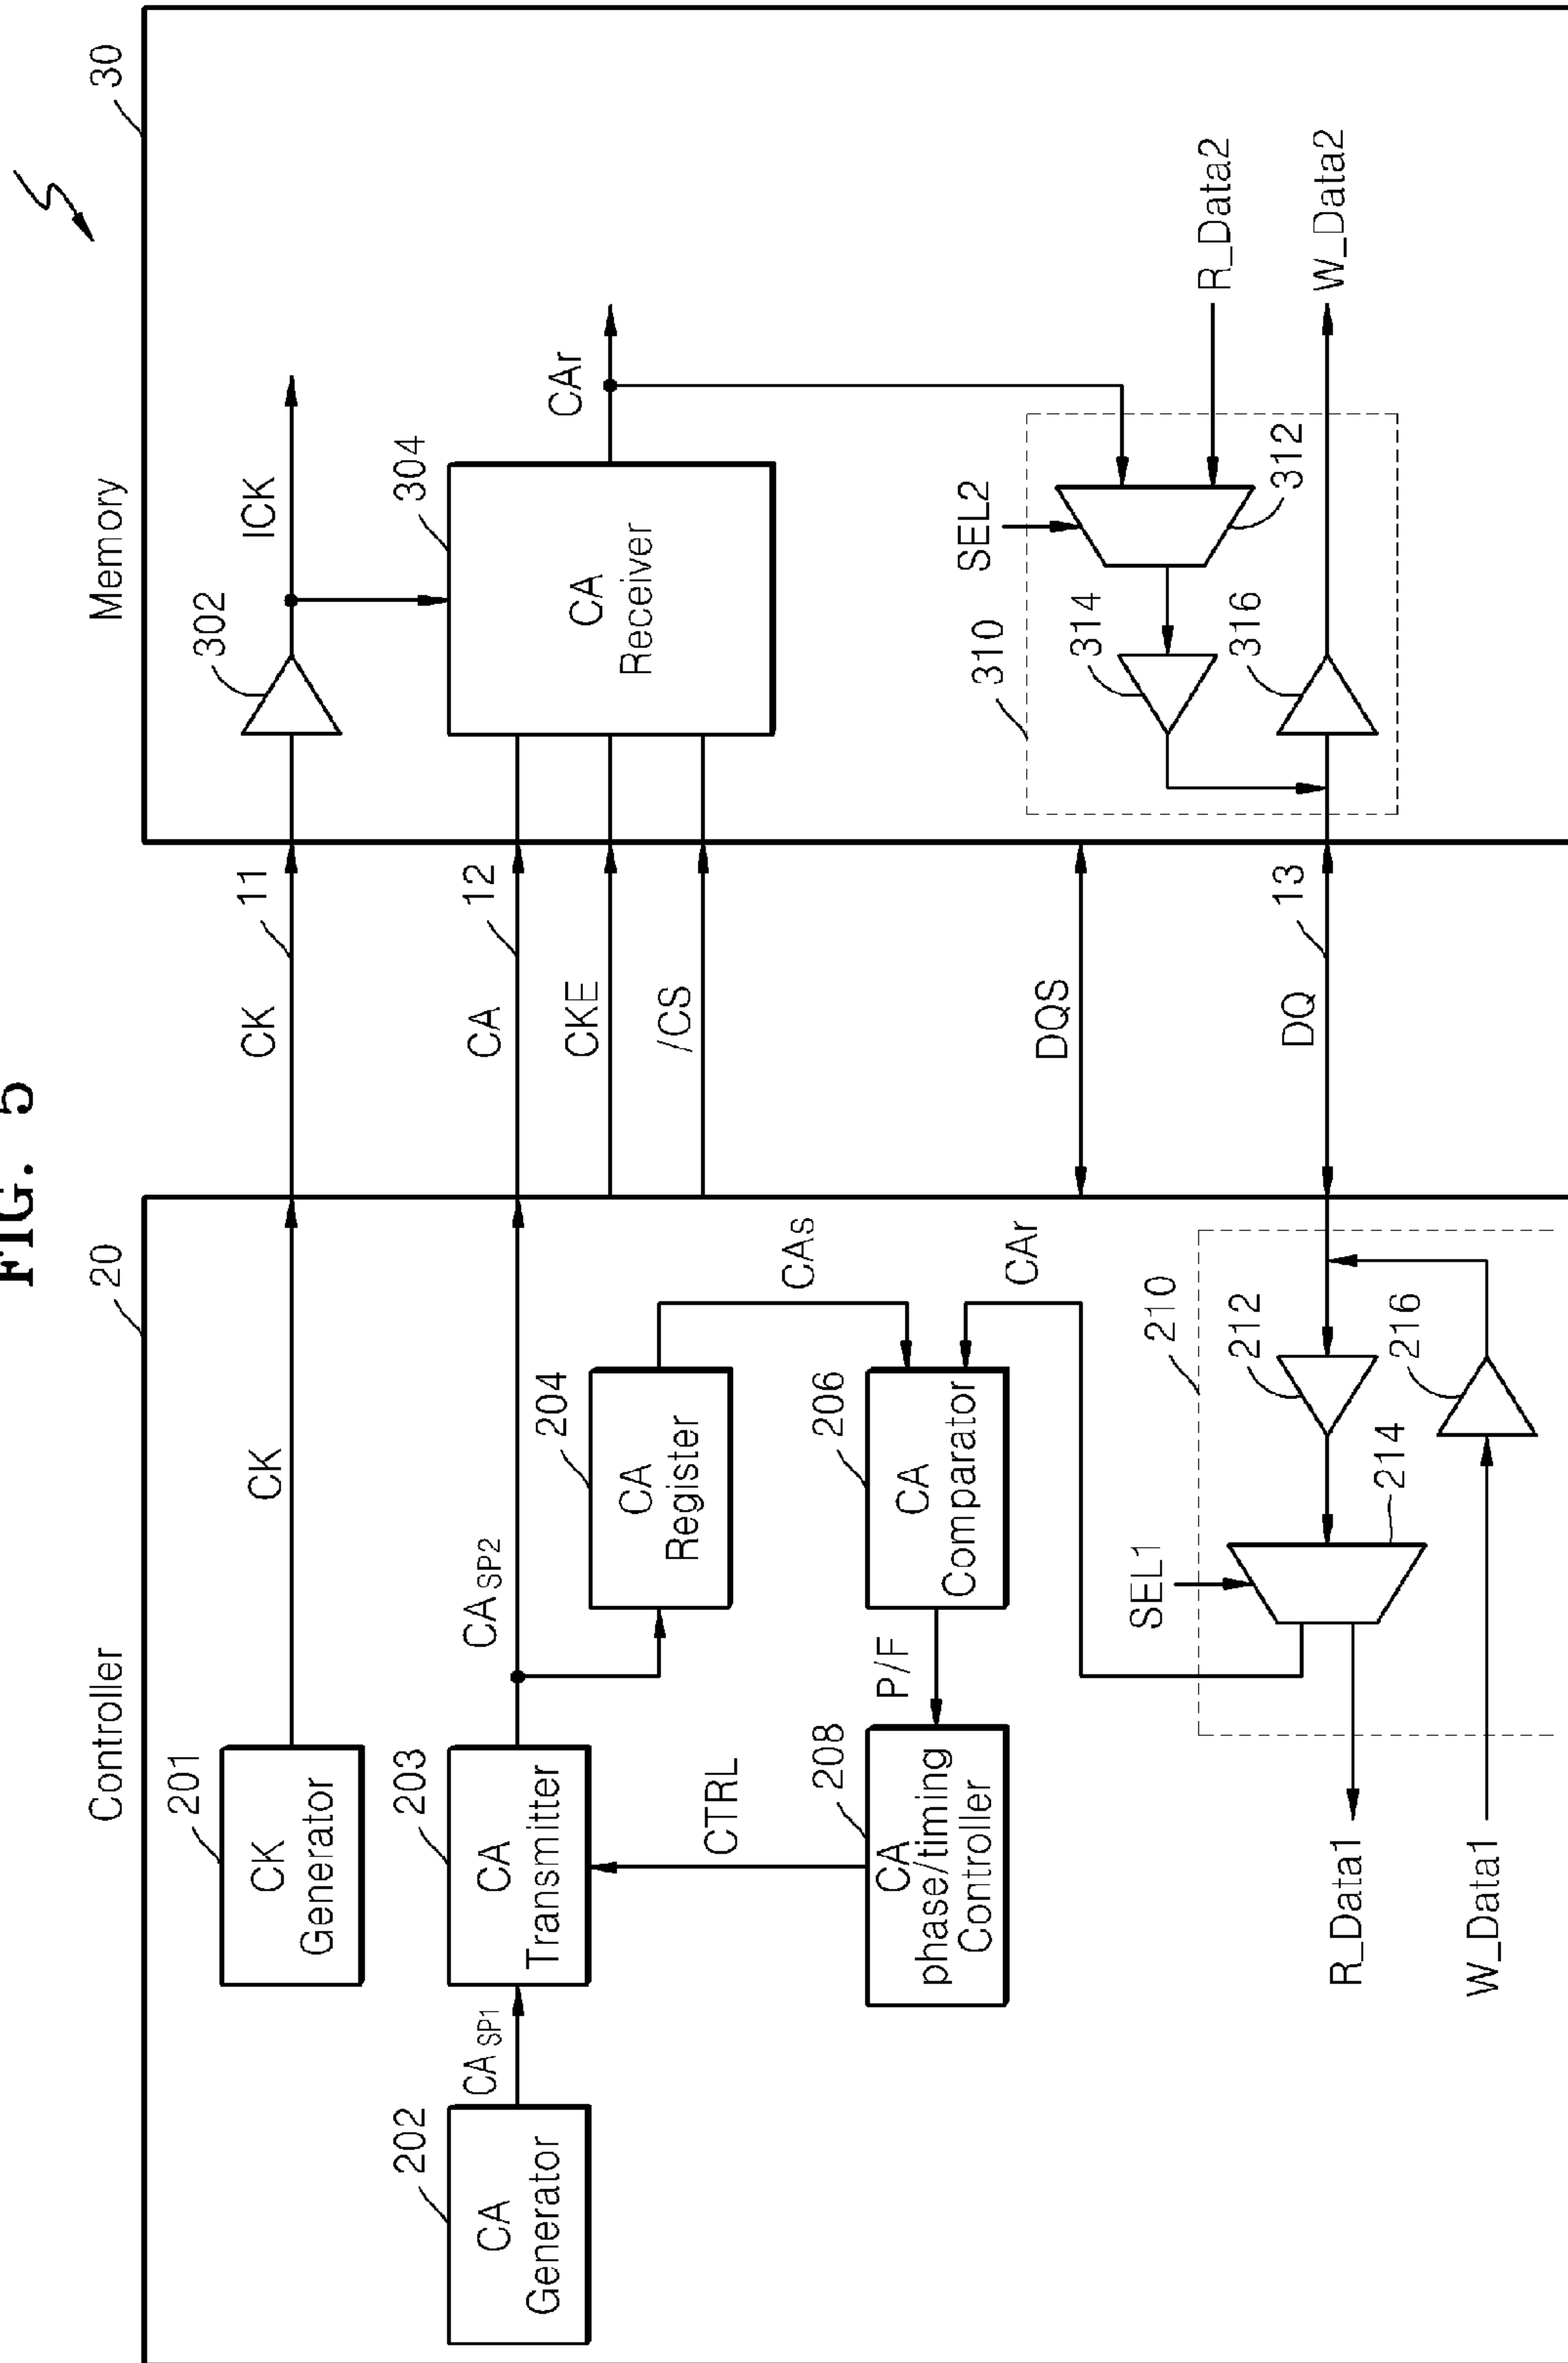 FIG. 5
Controller
20
CK
Generator
201
CK
CA
Generator
202
CA SP1
CA
Transmitter
203
CA SP2
CA
Register
204
CAs
CTRL
CA
phase/timing
Controller
208
P/F
CA
Comparator
206
CAr
SEL1
210
212
214
216
R_Data1
W_Data1
CK
11
CA
12
CKE
/CS
DQS
DQ
13
Memory
30
302
ICK
CA
Receiver
304
CAr
SEL2
310
312
314
316
R_Data2
W_Data2